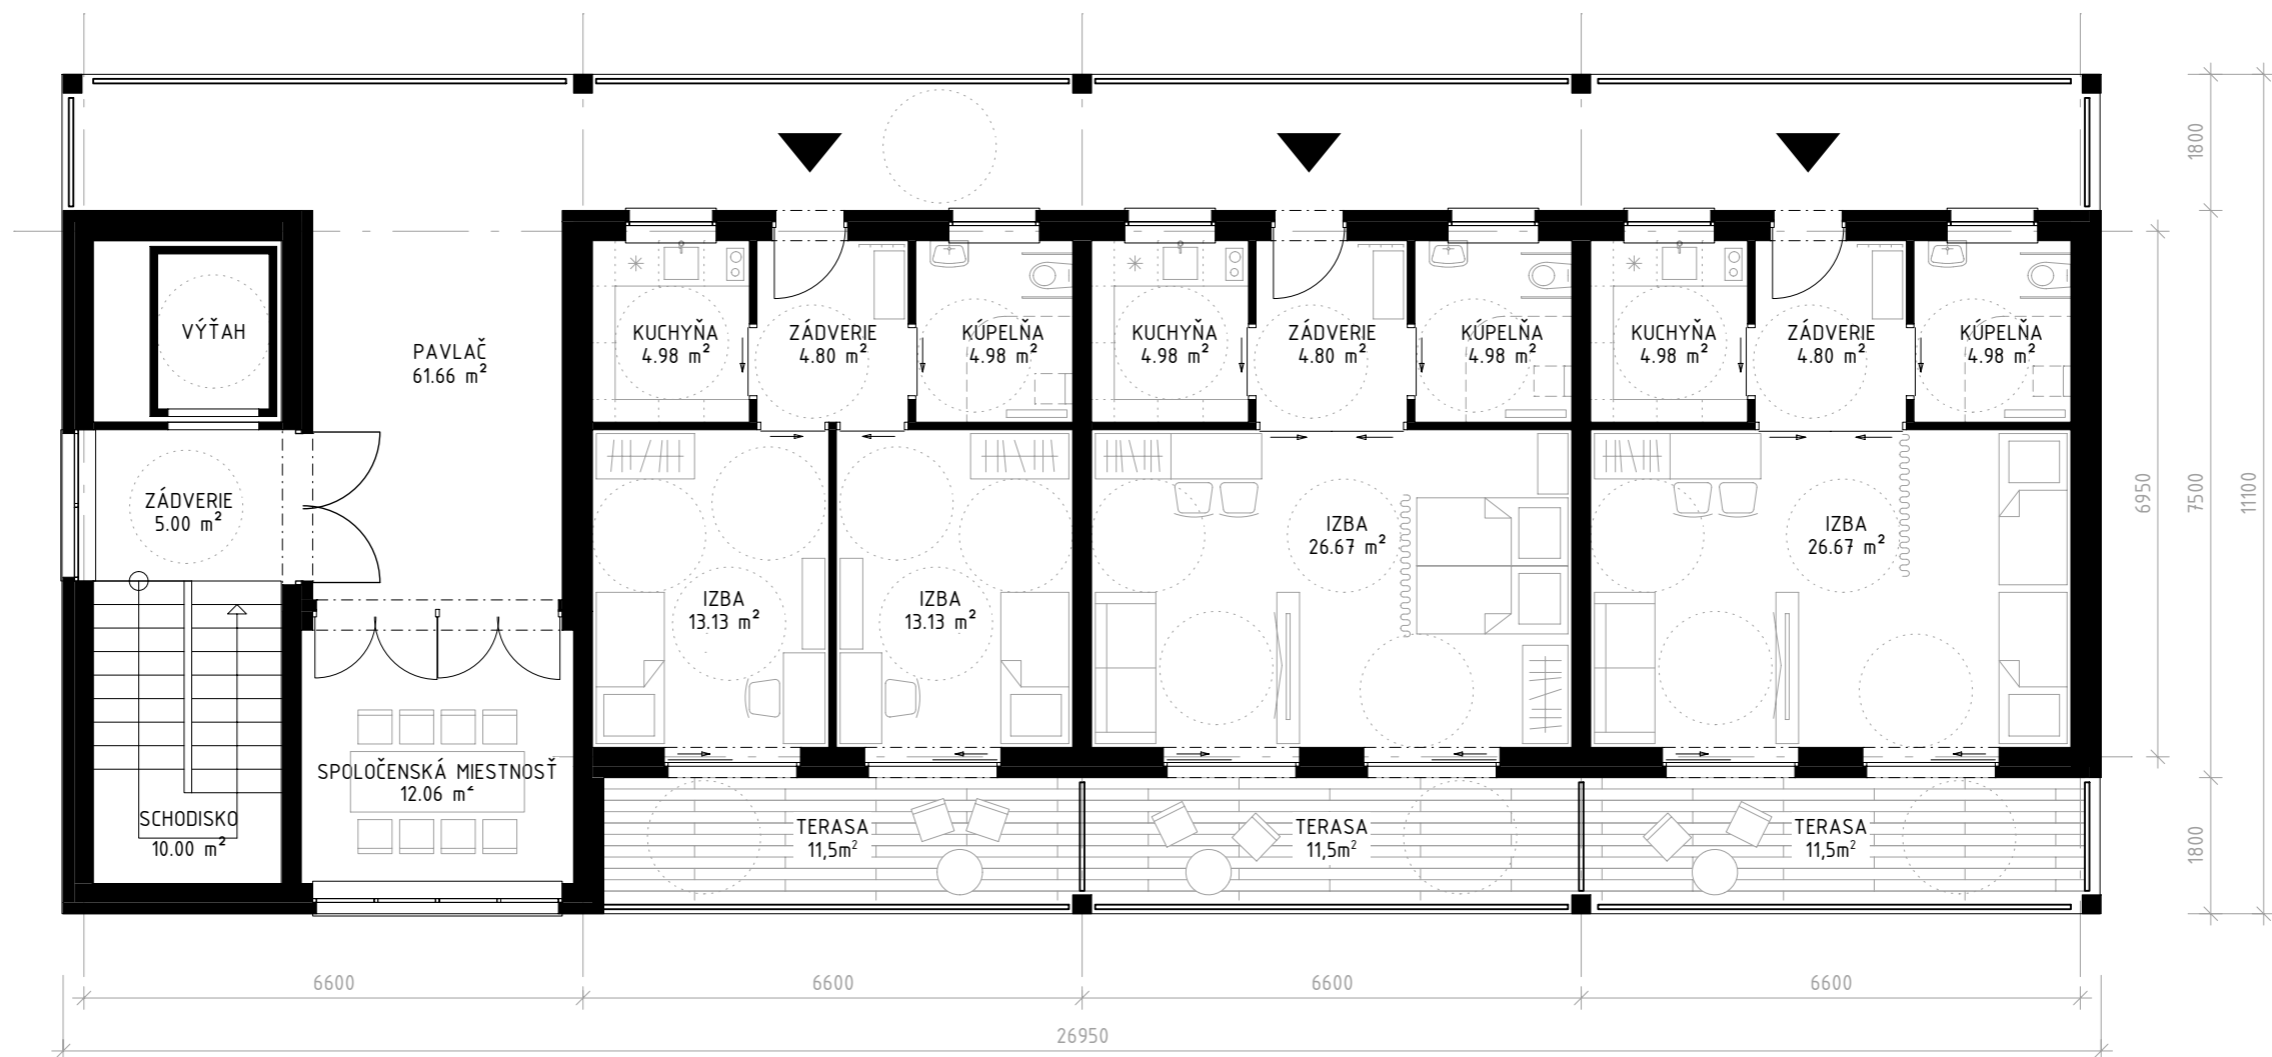 VÝŤAH
PAVLAČ
61.66 m²
KUCHYŇA
4.98 m²
ZÁDVERIE
4.80 m²
KÚPELŇA
4.98 m²
KUCHYŇA
4.98 m²
ZÁDVERIE
4.80 m²
KÚPELŇA
4.98 m²
KUCHYŇA
4.98 m²
ZÁDVERIE
4.80 m²
KÚPELŇA
4.98 m²
ZÁDVERIE
5.00 m²
IZBA
13.13 m²
IZBA
13.13 m²
IZBA
26.67 m²
IZBA
26.67 m²
SPOLOČENSKÁ MIESTNOSŤ
12.06 m²
SCHODISKO
10.00 m²
TERASA
11,5m²
TERASA
11,5m²
TERASA
11,5m²
1800
6950
7500
11100
1800
6600
6600
6600
6600
26950